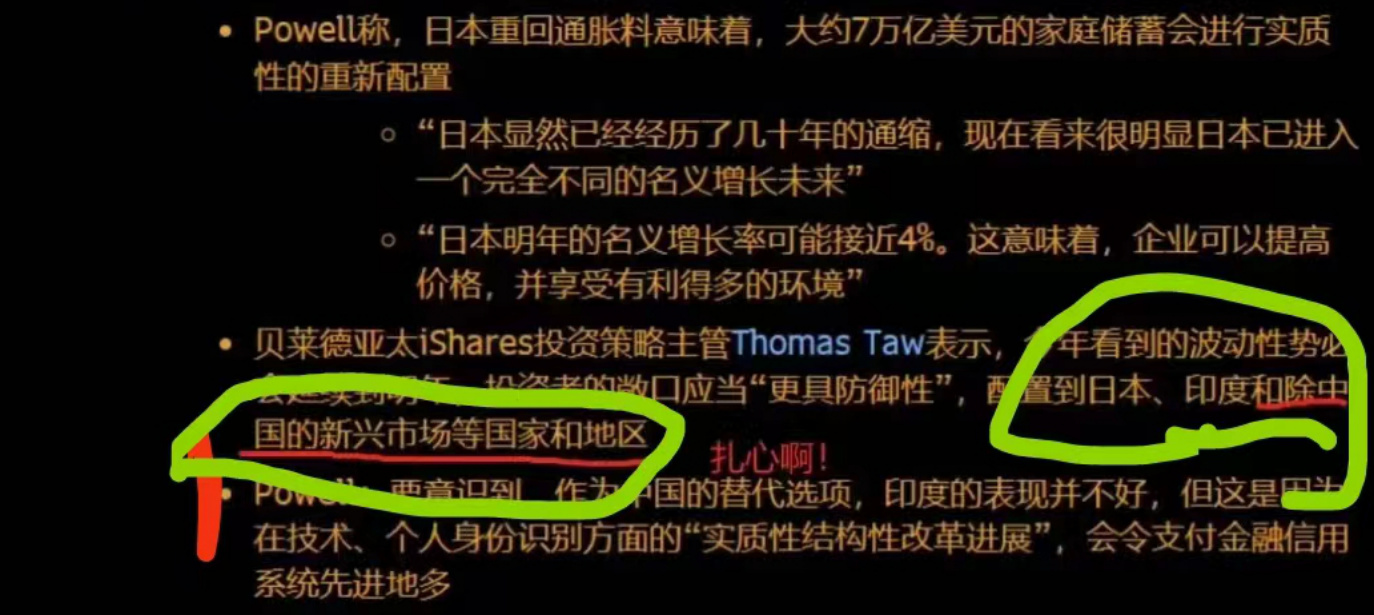 • Powell称，日本重回通胀料意味着，大约7万亿美元的家庭储蓄会进行实质
性的重新配置
○ “日本显然已经经历了几十年的通缩，现在看来很明显日本已进入
一个完全不同的名义增长未来”
○ “日本明年的名义增长率可能接近4%。这意味着，企业可以提高
价格，并享受有利得多的环境”
• 贝莱德亚太iShares投资策略主管Thomas Taw表示，今年看到的波动性势必
会延续到明年，投资者的敞口应当“更具防御性”，配置到日本、印度和除中
国的新兴市场等国家和地区
扎心啊！
• Powell：要意识到，作为中国的替代选项，印度的表现并不好，但这是因为
在技术、个人身份识别方面的“实质性结构性改革进展”，会令支付金融信用
系统先进地多